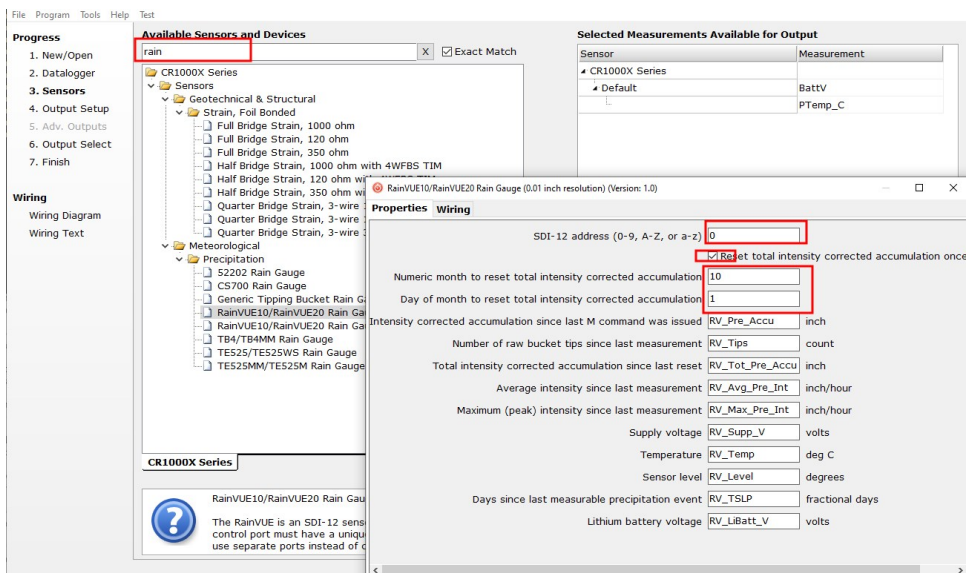 File Program Tools Help Test
Progress
1. New/Open
2. Datalogger
3. Sensors
4. Output Setup
5. Adv. Outputs
6. Output Select
7. Finish
Wiring
Wiring Diagram
Wiring Text
Available Sensors and Devices
rain X Exact Match
CR1000X Series
Sensors
Geotechnical & Structural
Strain, Foil Bonded
Full Bridge Strain, 1000 ohm
Full Bridge Strain, 120 ohm
Full Bridge Strain, 350 ohm
Half Bridge Strain, 1000 ohm with 4WFBS TIM
Half Bridge Strain, 120 ohm
Half Bridge Strain, 350 ohm
Quarter Bridge Strain, 3-wire
Quarter Bridge Strain, 3-wire
Quarter Bridge Strain, 3-wire
Meteorological
Precipitation
52202 Rain Gauge
CS700 Rain Gauge
Generic Tipping Bucket Rain
RainVUE10/RainVUE20 Rain
RainVUE10/RainVUE20 Rain
TB4/TB4MM Rain Gauge
TE525/TE525WS Rain Gauge
TE525MM/TE525M Rain Gauge
CR1000X Series
RainVUE10/RainVUE20 Rain
The RainVUE is an SDI-12
control port must have a
use separate ports instead of
Selected Measurements Available for Output
Sensor Measurement
CR1000X Series
Default BattV
PTemp_C
RainVUE10/RainVUE20 Rain Gauge (0.01 inch resolution) (Version: 1.0)
Properties Wiring
SDI-12 address (0-9, A-Z, or a-z) 0
Reset total intensity corrected accumulation once
Numeric month to reset total intensity corrected accumulation 10
Day of month to reset total intensity corrected accumulation 1
Intensity corrected accumulation since last M command was issued RV_Pre_Accu inch
Number of raw bucket tips since last measurement RV_Tips count
Total intensity corrected accumulation since last reset RV_Tot_Pre_Accu inch
Average intensity since last measurement RV_Avg_Pre_Int inch/hour
Maximum (peak) intensity since last measurement RV_Max_Pre_Int inch/hour
Supply voltage RV_Supp_V volts
Temperature RV_Temp deg C
Sensor level RV_Level degrees
Days since last measurable precipitation event RV_TSLP fractional days
Lithium battery voltage RV_LiBatt_V volts